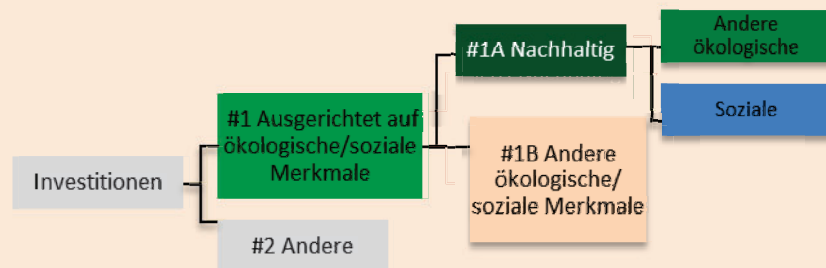 Investitionen
#1 Ausgerichtet auf
ökologische/soziale
Merkmale
#2 Andere
#1A Nachhaltig
#1B Andere
ökologische/
soziale Merkmale
Andere
ökologische
Soziale